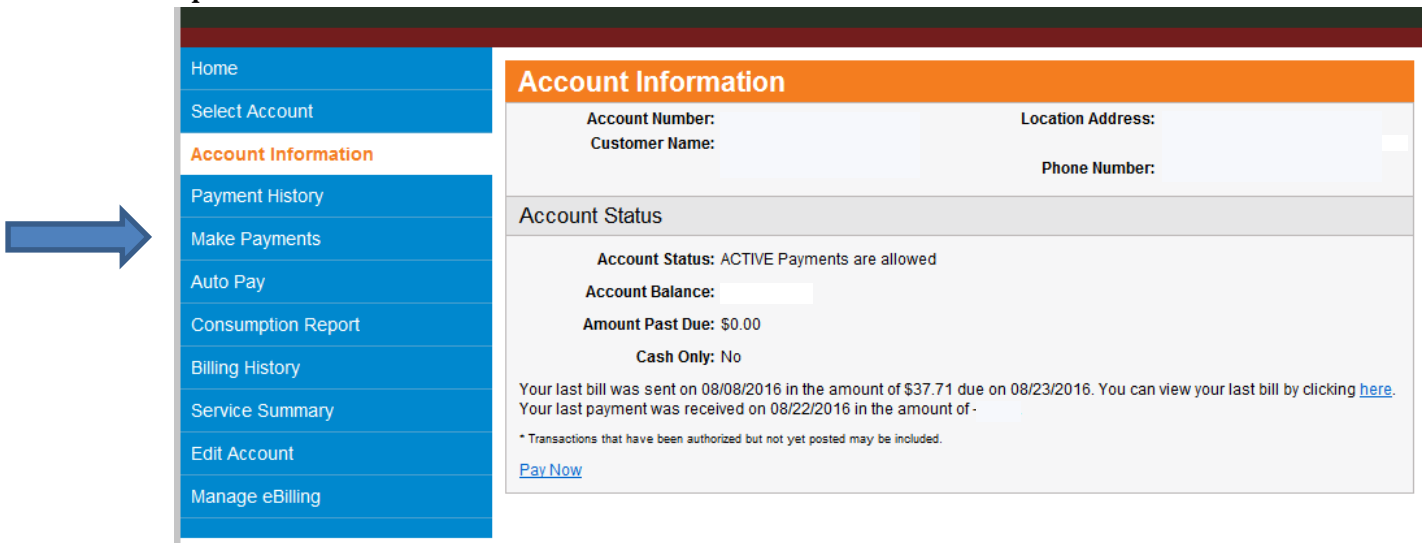 Home
Select Account
Account Information
Payment History
Make Payments
Auto Pay
Consumption Report
Billing History
Service Summary
Edit Account
Manage eBilling
Account Information
Account Number:
Customer Name:
Location Address:
Phone Number:
Account Status
Account Status: ACTIVE Payments are allowed
Account Balance:
Amount Past Due: $0.00
Cash Only: No
Your last bill was sent on 08/08/2016 in the amount of $37.71 due on 08/23/2016. You can view your last bill by clicking here.
Your last payment was received on 08/22/2016 in the amount of -
* Transactions that have been authorized but not yet posted may be included.
Pay Now